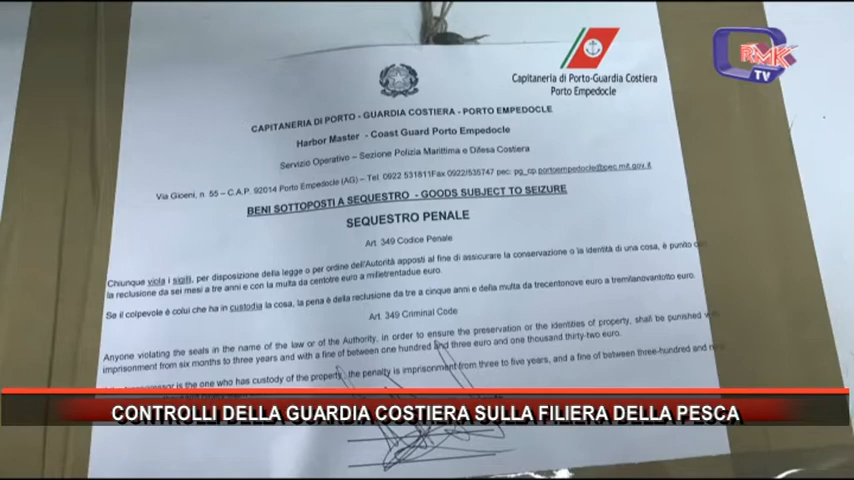 RMK
TV
Capitaneria di Porto-Guardia Costiera
Porto Empedocle
CAPITANERIA DI PORTO - GUARDIA COSTIERA - PORTO EMPEDOCLE
Harbor Master - Coast Guard Porto Empedocle
Servizio Operativo – Sezione Polizia Marittima e Difesa Costiera
Via Gioeni, n. 55 – C.A.P. 92014 Porto Empedocle (AG) – Tel. 0922 531811Fax 0922/535747 pec: pg_cp.portoempedocle@pec.mit.gov.it
BENI SOTTOPOSTI A SEQUESTRO - GOODS SUBJECT TO SEIZURE
SEQUESTRO PENALE
Art. 349 Codice Penale
Chiunque viola i sigilli, per disposizione della legge o per ordine dell'Autorità apposti al fine di assicurare la conservazione o la identità di una cosa, è punito con
la reclusione da sei mesi a tre anni e con la multa da centotre euro a milletrentadue euro.
Se il colpevole è colui che ha in custodia la cosa, la pena è della reclusione da tre a cinque anni e della multa da trecentonove euro a tremilanovantotto euro.
Art. 349 Criminal Code
Anyone violating the seals in the name of the law or of the Authority, in order to ensure the preservation or the identities of property, shall be punished
imprisonment from six months to three years and with a fine of between one hundred and three euro and one thousand thirty-two euro.
is the one who has custody of the property, the penalty is imprisonment from three to five years, and a fine of between three-hundred and
CONTROLLI DELLA GUARDIA COSTIERA SULLA FILIERA DELLA PESCA